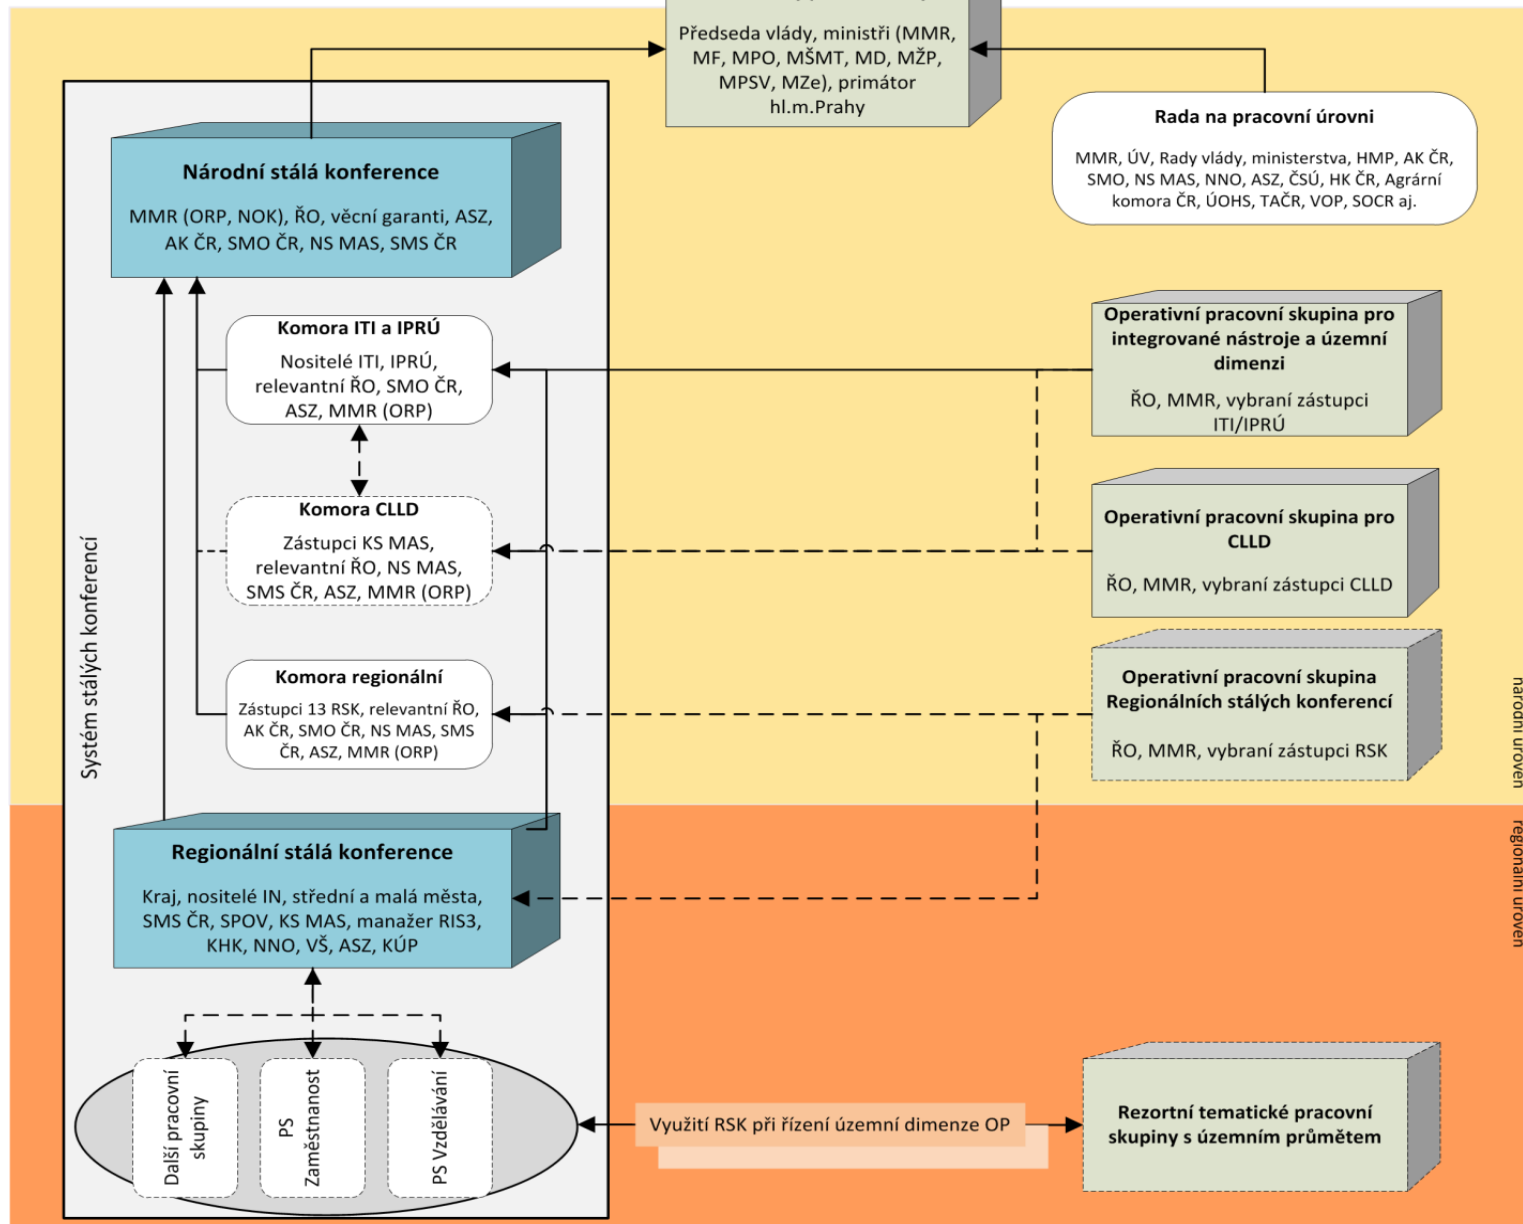 Předseda vlády, ministři (MMR,
MF, MPO, MŠMT, MD, MŽP,
MPSV, MZe), primátor
hl.m.Prahy
Rada na pracovní úrovni
MMR, ÚV, Rady vlády, ministerstva, HMP, AK ČR,
SMO, NS MAS, NNO, ASZ, ČSÚ, HK ČR, Agrární
komora ČR, ÚOHS, TAČR, VOP, SOCR aj.
Národní stálá konference
MMR (ORP, NOK), ŘO, věcní garanti, ASZ,
AK ČR, SMO ČR, NS MAS, SMS ČR
Komora ITI a IPRÚ
Nositelé ITI, IPRÚ,
relevantní ŘO, SMO ČR,
ASZ, MMR (ORP)
Operativní pracovní skupina pro
integrované nástroje a územní
dimenzi
ŘO, MMR, vybraní zástupci
ITI/IPRÚ
Komora CLLD
Zástupci KS MAS,
relevantní ŘO, NS MAS,
SMS ČR, ASZ, MMR (ORP)
Operativní pracovní skupina pro
CLLD
ŘO, MMR, vybraní zástupci CLLD
Systém stálých konferencí
Komora regionální
Zástupci 13 RSK, relevantní ŘO,
AK ČR, SMO ČR, NS MAS, SMS
ČR, ASZ, MMR (ORP)
Operativní pracovní skupina
Regionálních stálých konferencí
ŘO, MMR, vybraní zástupci RSK
národní úroveň
regionální úroveň
Regionální stálá konference
Kraj, nositelé IN, střední a malá města,
SMS ČR, SPOV, KS MAS, manažer RIS3,
KHK, NNO, VŠ, ASZ, KÚP
Další pracovní
skupiny
PS
Zaměstnanost
PS Vzdělávání
Využití RSK při řízení územní dimenze OP
Rezortní tematické pracovní
skupiny s územním průmětem